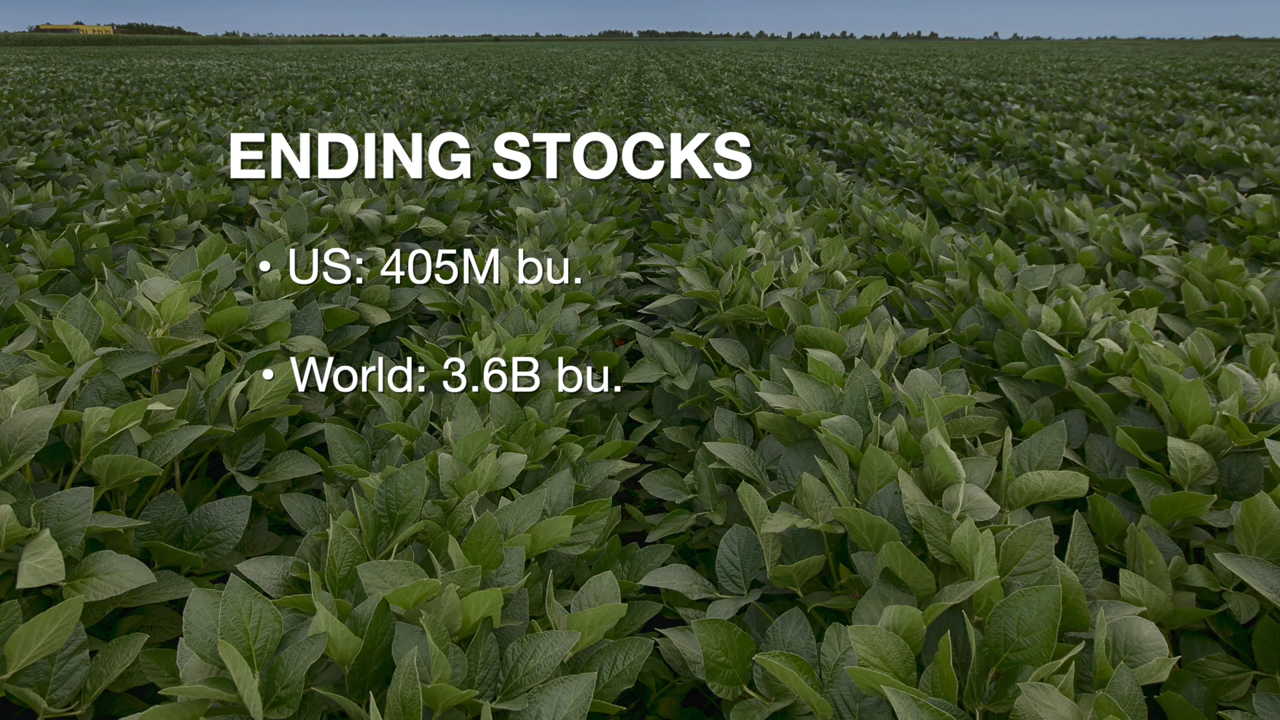 ENDING STOCKS
• US: 405M bu.
• World: 3.6B bu.